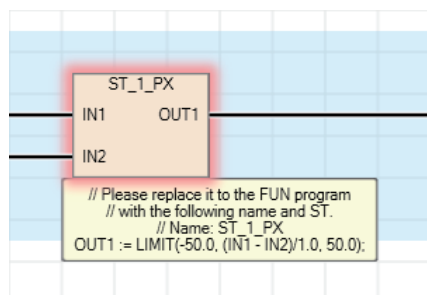 ST_1_PX
IN1 OUT1
IN2
// Please replace it to the FUN program
// with the following name and ST.
// Name: ST_1_PX
OUT1 := LIMIT(-50.0, (IN1 - IN2)/1.0, 50.0);